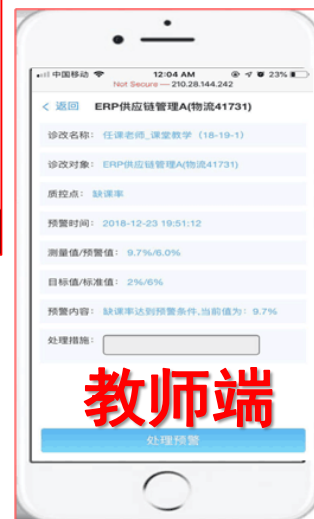 中国移动 12:04 AM 23%
Not Secure — 210.28.144.242
返回 ERP供应链管理A(物流41731)
诊改名称: 任课老师_课堂教学 (18-19-1)
诊改对象: ERP供应链管理A(物流41731)
质控点: 缺课率
预警时间: 2018-12-23 19:51:12
测量值/预警值: 9.7%/6.0%
目标值/标准值: 2%/6%
预警内容: 缺课率达到预警条件,当前值为: 9.7%
处理措施:
教师端
处理预警